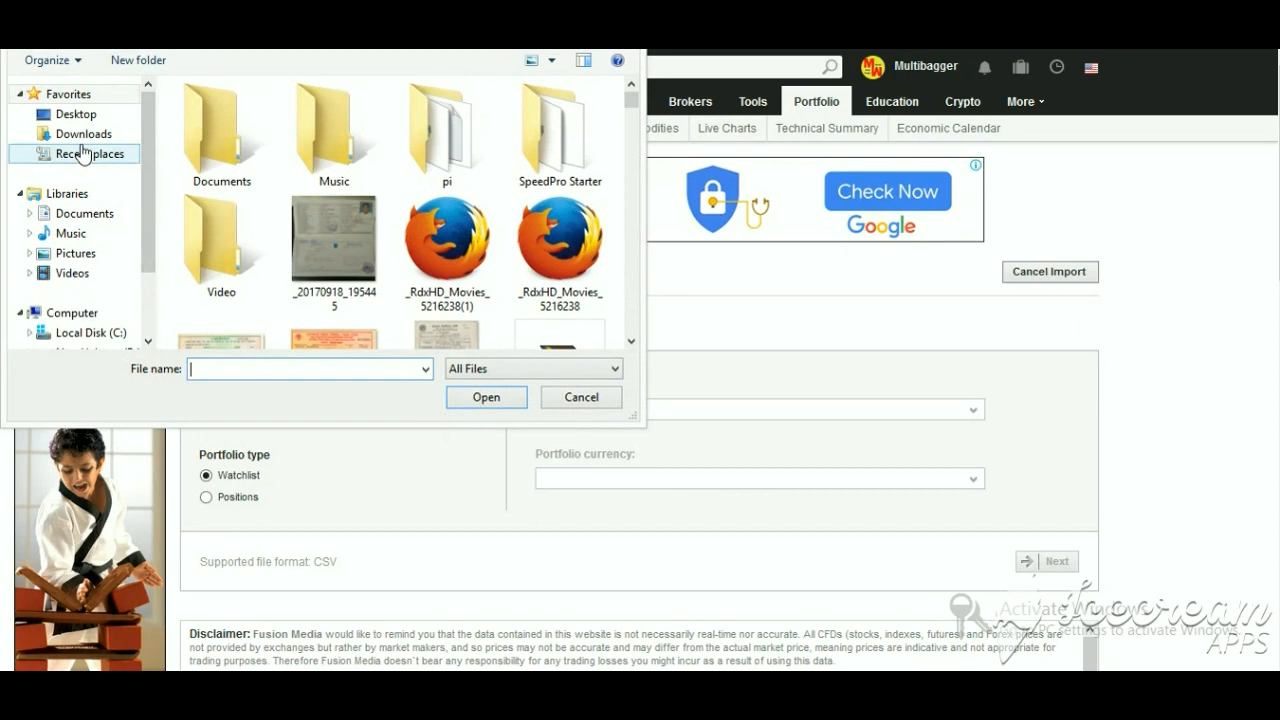 Organize
New folder
Favorites
Desktop
Downloads
Libraries
Documents
Music
Pictures
Videos
Computer
Local Disk (C:)
Documents
Music
pi
SpeedPro Starter
Video
_20170918_19544
5
_RdxHD_Movies_
5216238(1)
_RdxHD_Movies_
5216238
File name:
All Files
Open
Cancel
Multibagger
Brokers
Tools
Portfolio
Education
Crypto
More
Live Charts
Technical Summary
Economic Calendar
Check Now
Google
Cancel Import
Portfolio type
Watchlist
Positions
Portfolio currency:
Supported file format: CSV
Next
Activate Windows
PC settings to activate Windows.
Icecream
APPS
Disclaimer: Fusion Media would like to remind you that the data contained in this website is not necessarily real-time nor accurate. All CFDs (stocks, indexes, futures) and Forex prices are
not provided by exchanges but rather by market makers, and so prices may not be accurate and may differ from the actual market price, meaning prices are indicative and not appropriate for
trading purposes. Therefore Fusion Media doesn`t bear any responsibility for any trading losses you might incur as a result of using this data.